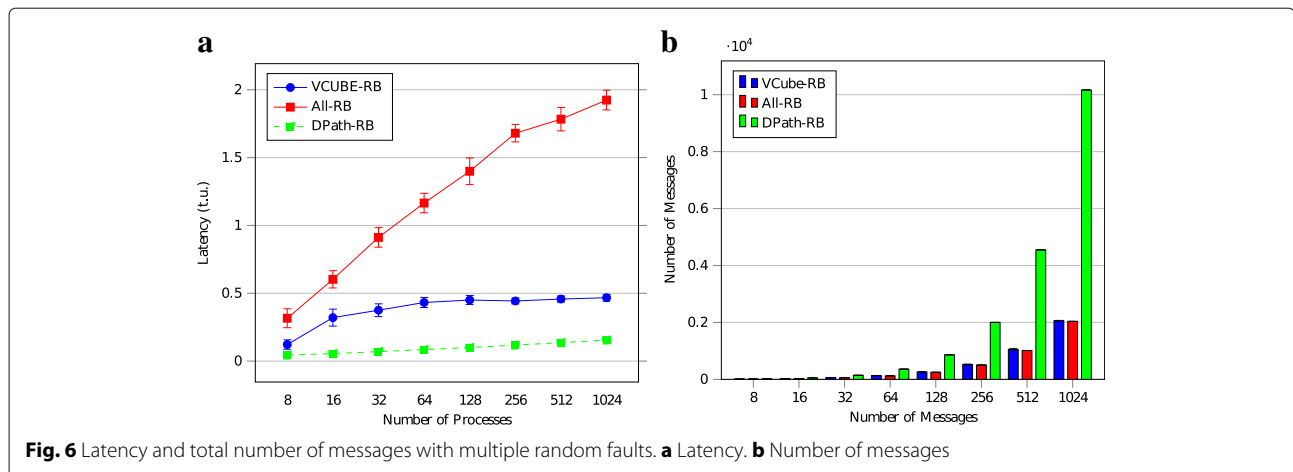 a
VCUBE-RB
All-RB
DPath-RB
2
1.5
1
0.5
0
Latency (t.u.)
8 16 32 64 128 256 512 1024
Number of Processes
b
·10⁴
VCube-RB
All-RB
DPath-RB
1
0.8
0.6
0.4
0.2
0
Number of Messages
8 16 32 64 128 256 512 1024
Number of Messages
Fig. 6 Latency and total number of messages with multiple random faults. a Latency. b Number of messages